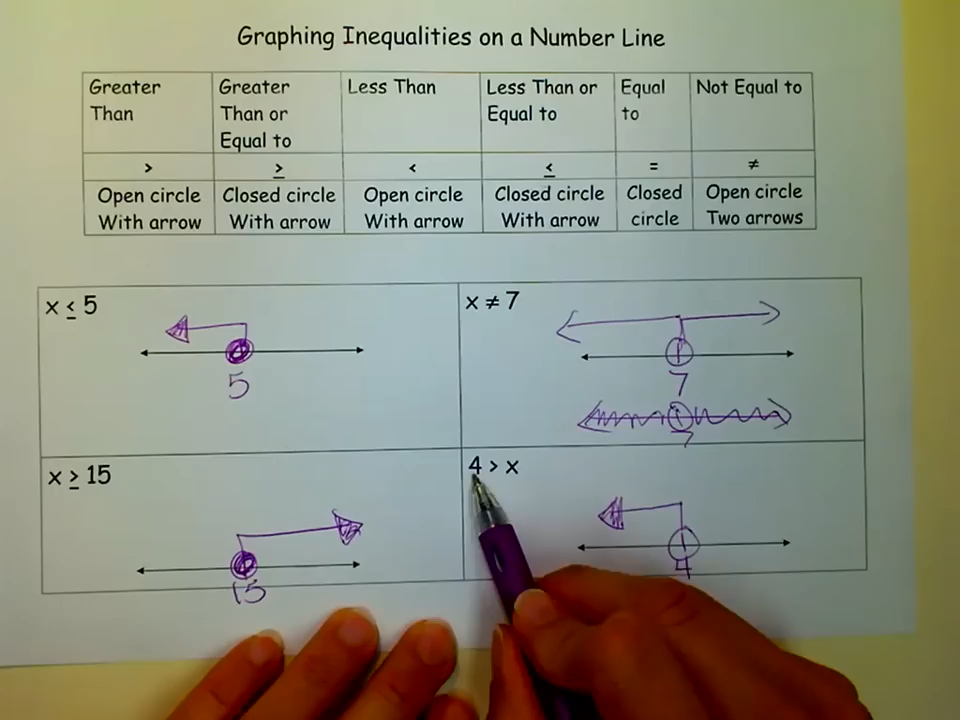 Graphing Inequalities on a Number Line
Greater Than
Greater Than or Equal to
Less Than
Less Than or Equal to
Equal to
Not Equal to
> ≥ < ≤ = ≠
Open circle With arrow
Closed circle With arrow
Open circle With arrow
Closed circle With arrow
Closed circle
Open circle Two arrows
x ≤ 5
5
x ≠ 7
7
7
x ≥ 15
15
4 > x
4